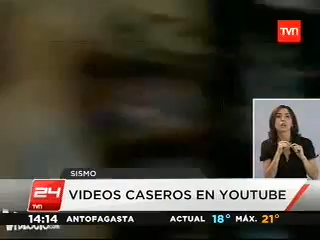 TVN
SISMO
24
TVN
VIDEOS CASEROS EN YOUTUBE
14:14 ANTOFAGASTA ACTUAL 18° MÁX. 21°